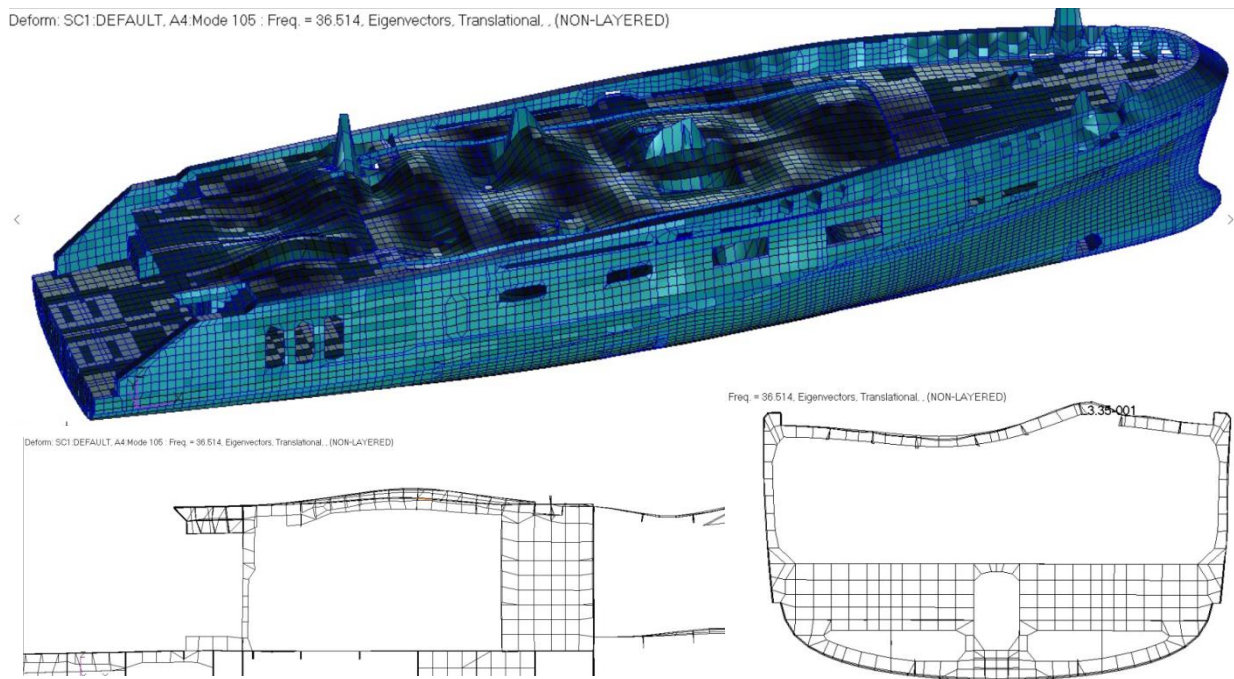 Deform: SC1:DEFAULT, A4:Mode 105 : Freq. = 36.514, Eigenvectors, Translational, , (NON-LAYERED)
Freq. = 36.514, Eigenvectors, Translational, , (NON-LAYERED)
3.35-001
Deform: SC1:DEFAULT, A4:Mode 105 : Freq. = 36.514, Eigenvectors, Translational, , (NON-LAYERED)